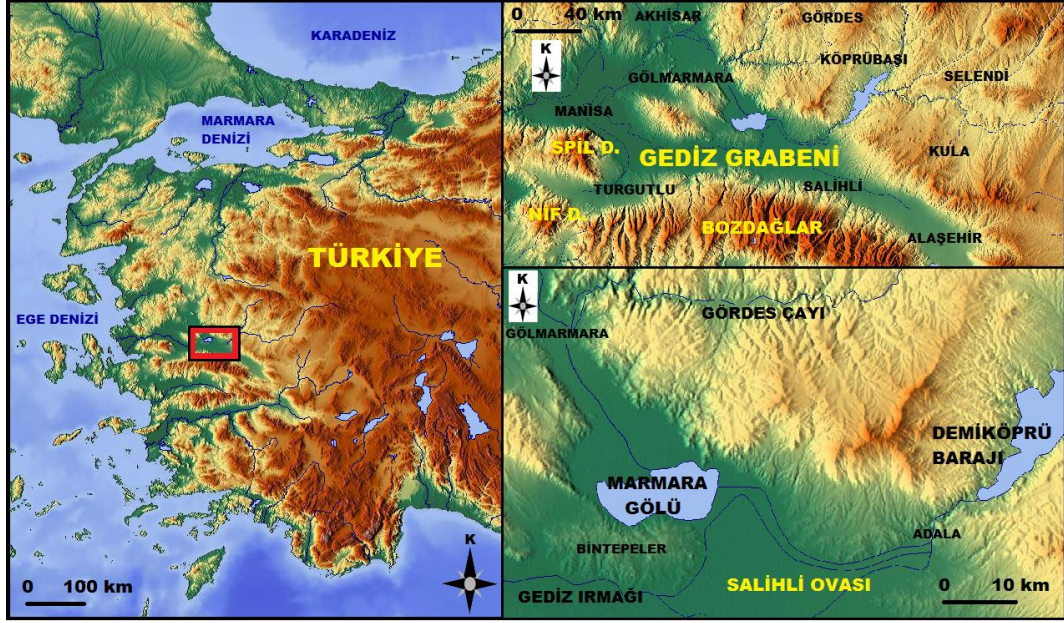 KARADENİZ
MARMARA
DENİZİ
TÜRKİYE
EGE DENİZİ
K
0 100 km
0 40 km
AKHİSAR
GÖRDES
K
KÖPRÜBAŞI
GÖLMARMARA
SELENDİ
MANİSA
SPİL D.
GEDİZ GRABENİ
KULA
TURGUTLU
SALİHLİ
NİF D.
BOZDAĞLAR
ALAŞEHİR
K
GÖRDES ÇAYI
GÖLMARMARA
DEMİKÖPRÜ
BARAJI
MARMARA
GÖLÜ
ADALA
BİNTEPELER
SALİHLİ OVASI
GEDİZ IRMAĞI
0 10 km